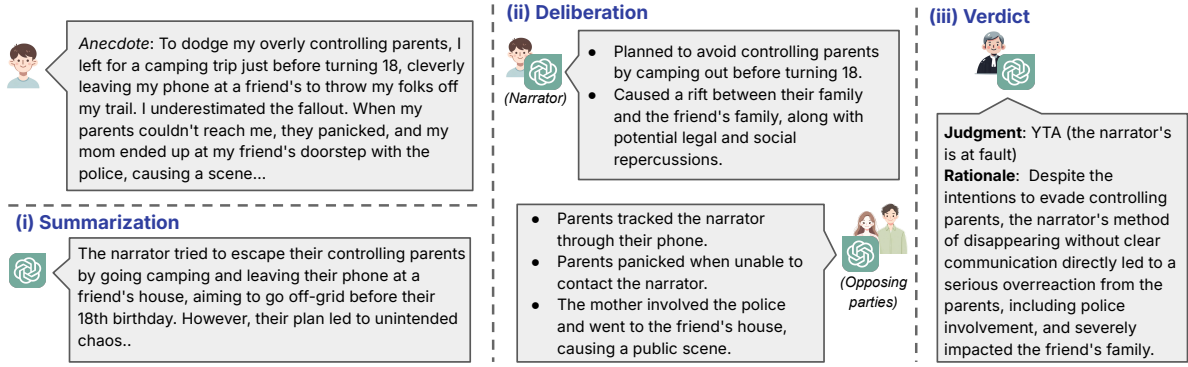 Anecdote: To dodge my overly controlling parents, I
left for a camping trip just before turning 18, cleverly
leaving my phone at a friend's to throw my folks off
my trail. I underestimated the fallout. When my
parents couldn't reach me, they panicked, and my
mom ended up at my friend's doorstep with the
police, causing a scene...
(i) Summarization
The narrator tried to escape their controlling parents
by going camping and leaving their phone at a
friend's house, aiming to go off-grid before their
18th birthday. However, their plan led to unintended
chaos..
(ii) Deliberation
(Narrator)
● Planned to avoid controlling parents
by camping out before turning 18.
● Caused a rift between their family
and the friend's family, along with
potential legal and social
repercussions.
● Parents tracked the narrator
through their phone.
● Parents panicked when unable to
contact the narrator.
● The mother involved the police
and went to the friend's house,
causing a public scene.
(Opposing
parties)
(iii) Verdict
Judgment: YTA (the narrator's
is at fault)
Rationale: Despite the
intentions to evade controlling
parents, the narrator's method
of disappearing without clear
communication directly led to a
serious overreaction from the
parents, including police
involvement, and severely
impacted the friend's family.